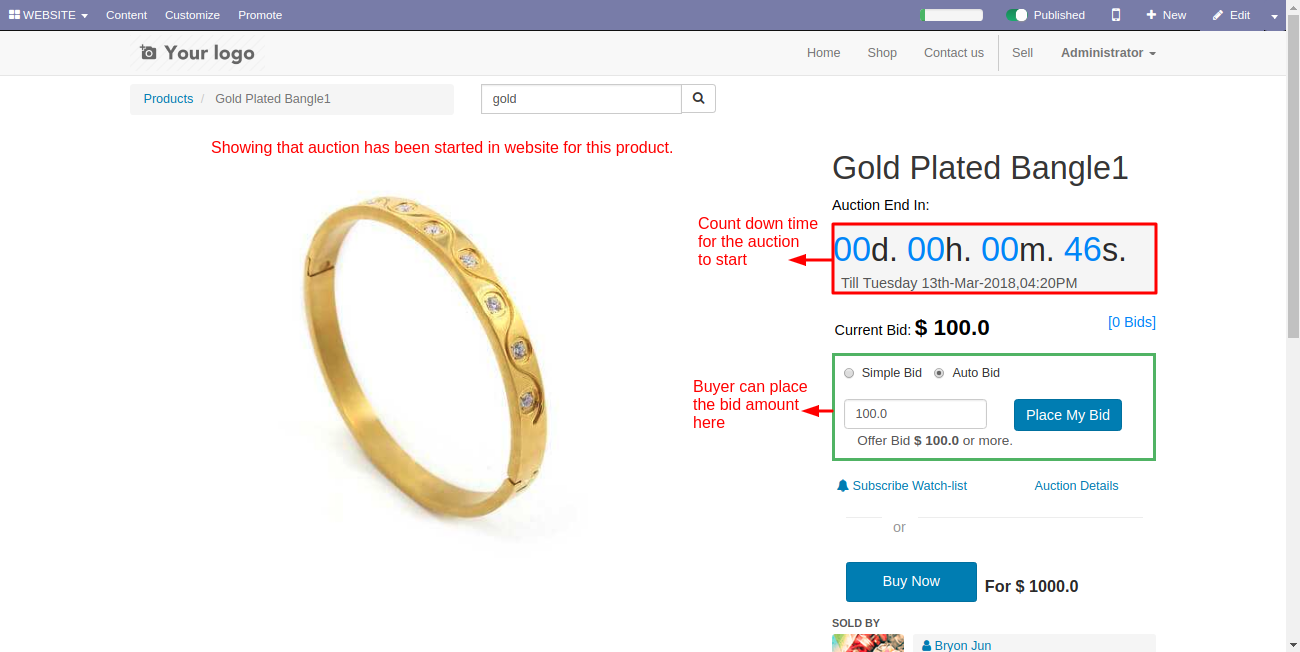 WEBSITE Content Customize Promote Published New Edit
Your logo Home Shop Contact us Sell Administrator
Products / Gold Plated Bangle1 gold
Showing that auction has been started in website for this product.
Gold Plated Bangle1
Auction End In:
Count down time
for the auction
to start
00d. 00h. 00m. 46s.
Till Tuesday 13th-Mar-2018,04:20PM
Current Bid: $ 100.0 [0 Bids]
Simple Bid Auto Bid
Buyer can place
the bid amount
here
100.0 Place My Bid
Offer Bid $ 100.0 or more.
Subscribe Watch-list Auction Details
or
Buy Now For $ 1000.0
SOLD BY
Bryon Jun